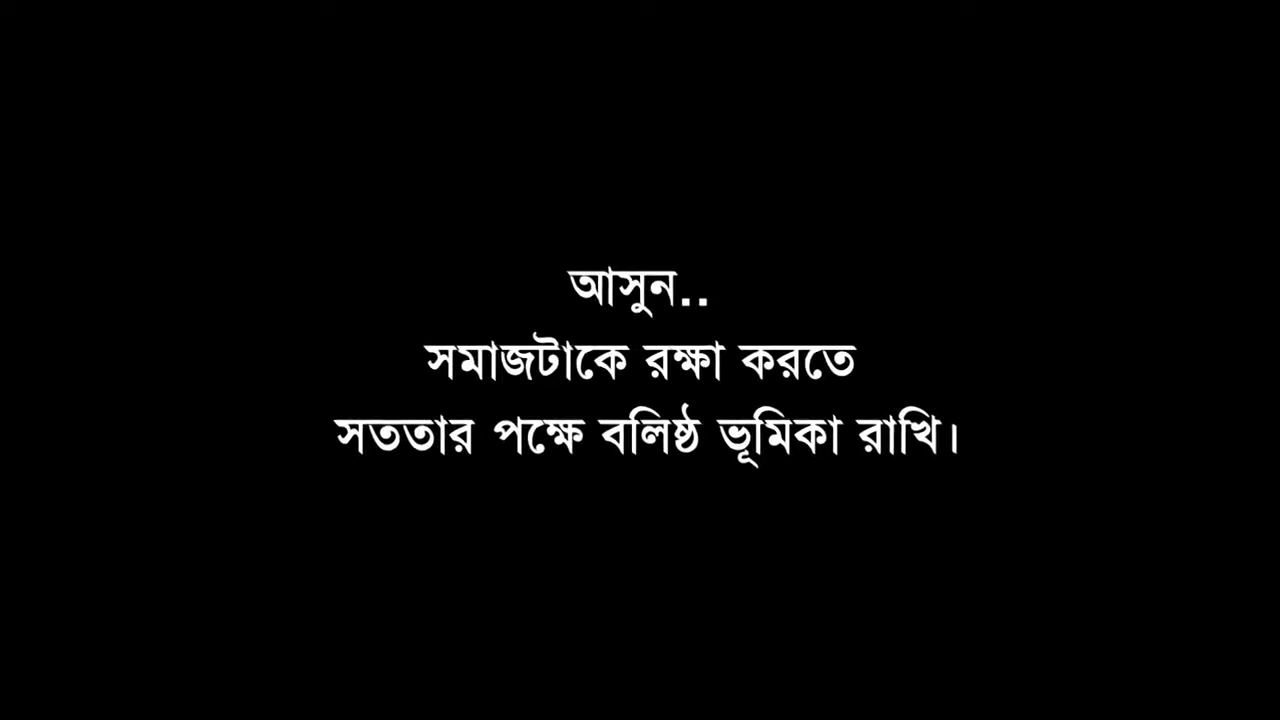 আসুন..
সমাজটাকে রক্ষা করতে
সততার পক্ষে বলিষ্ঠ ভূমিকা রাখি।